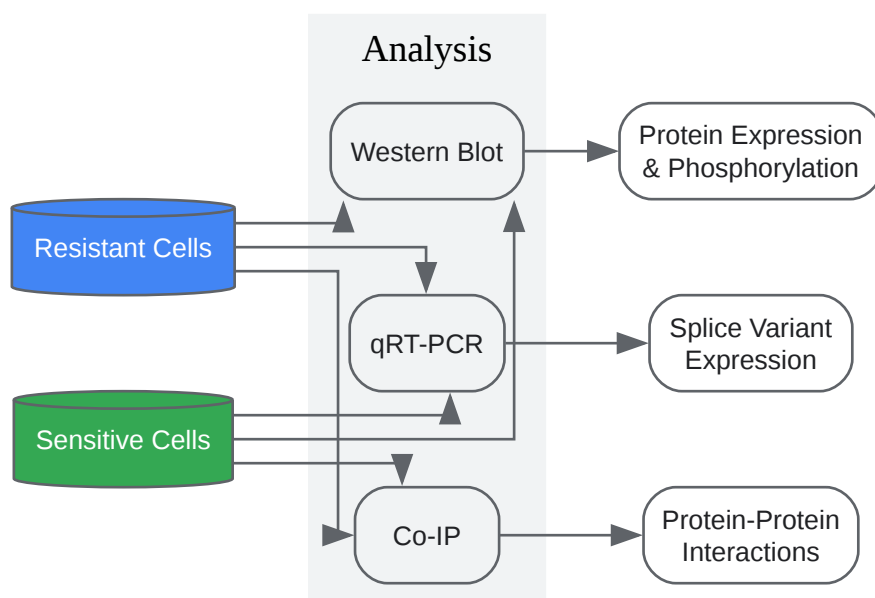 Analysis
Western Blot
Protein Expression
& Phosphorylation
Resistant Cells
qRT-PCR
Splice Variant
Expression
Sensitive Cells
Co-IP
Protein-Protein
Interactions